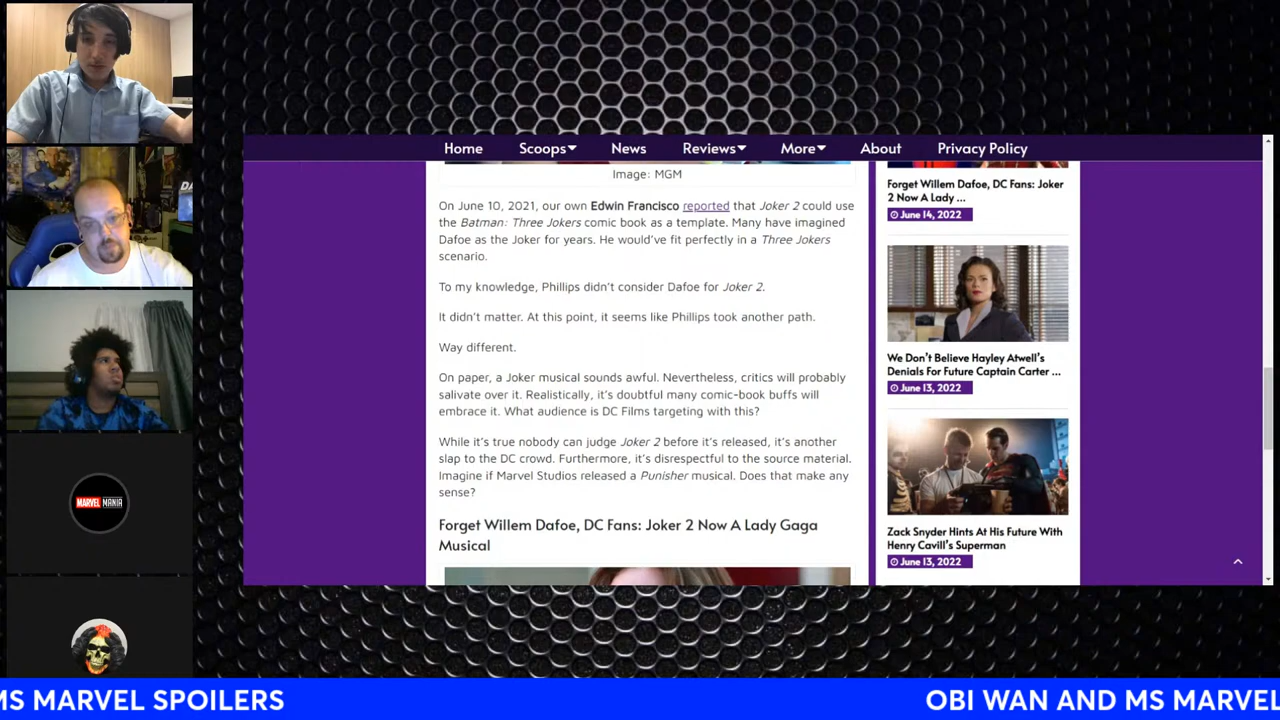 Home Scoops News Reviews More About Privacy Policy
Image: MGM
On June 10, 2021, our own Edwin Francisco reported that Joker 2 could use
the Batman: Three Jokers comic book as a template. Many have imagined
Dafoe as the Joker for years. He would've fit perfectly in a Three Jokers
scenario.
To my knowledge, Phillips didn't consider Dafoe for Joker 2.
It didn't matter. At this point, it seems like Phillips took another path.
Way different.
On paper, a Joker musical sounds awful. Nevertheless, critics will probably
salivate over it. Realistically, it's doubtful many comic-book buffs will
embrace it. What audience is DC Films targeting with this?
While it's true nobody can judge Joker 2 before it's released, it's another
slap to the DC crowd. Furthermore, it's disrespectful to the source material.
Imagine if Marvel Studios released a Punisher musical. Does that make any
sense?
Forget Willem Dafoe, DC Fans: Joker 2 Now A Lady Gaga
Musical
Forget Willem Dafoe, DC Fans: Joker
2 Now A Lady ...
June 14, 2022
We Don't Believe Hayley Atwell's
Denials For Future Captain Carter ...
June 13, 2022
Zack Snyder Hints At His Future With
Henry Cavill's Superman
June 13, 2022
MARVEL MANIA
MS MARVEL SPOILERS
OBI WAN AND MS MARVEL